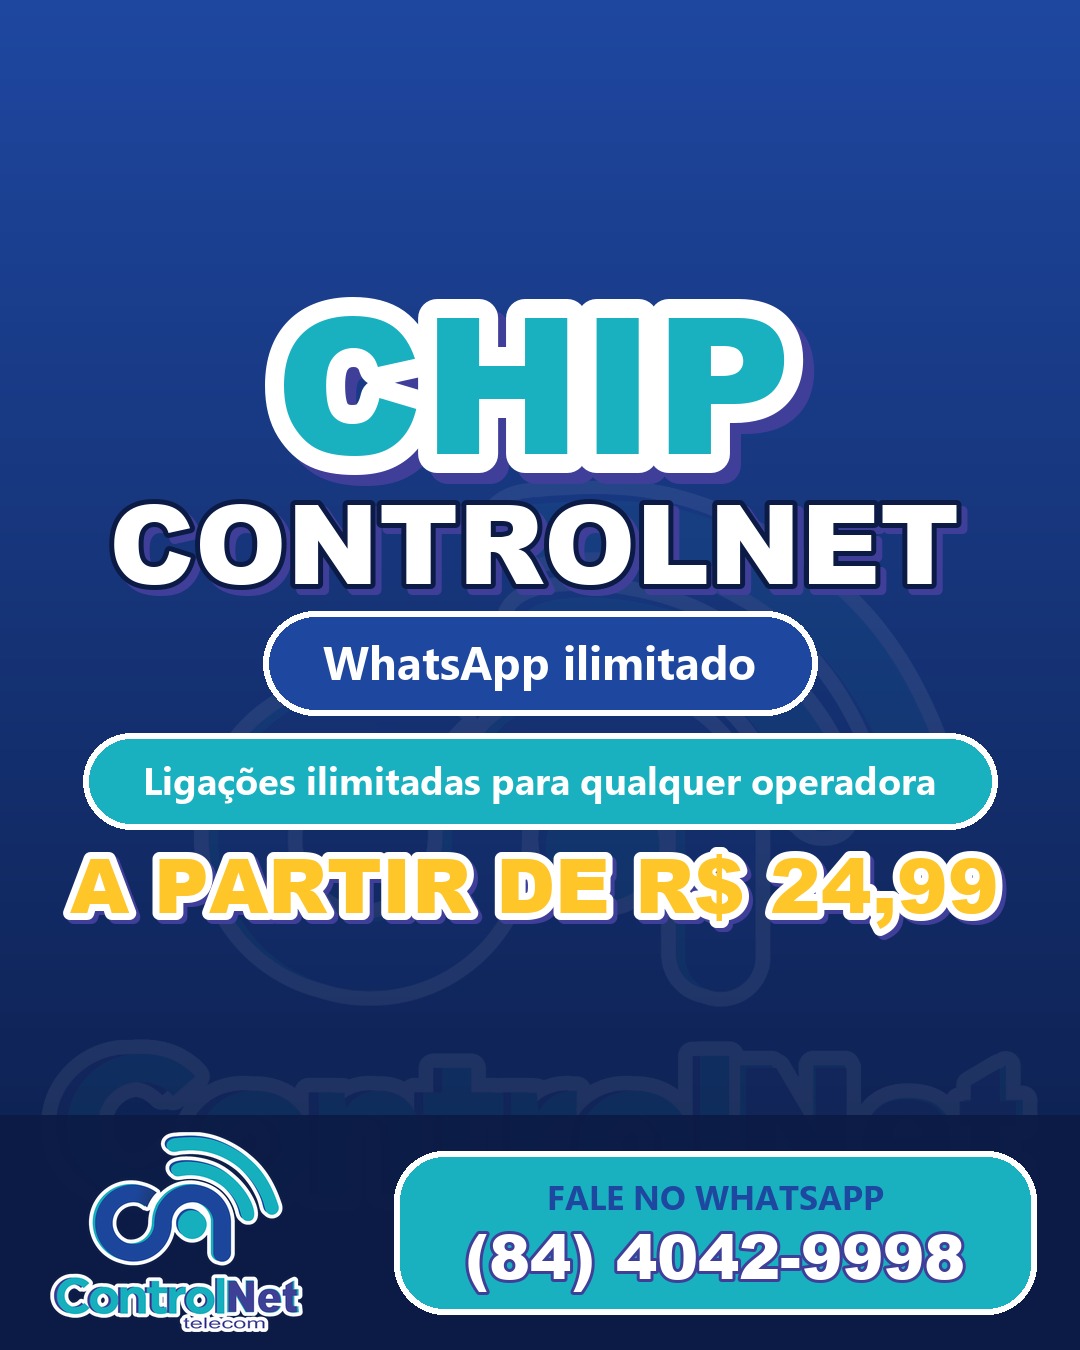 CHIP
CONTROLNET
WhatsApp ilimitado
Ligações ilimitadas para qualquer operadora
A PARTIR DE R$ 24,99
ControlNet
ControlNet
telecom
FALE NO WHATSAPP
(84) 4042-9998